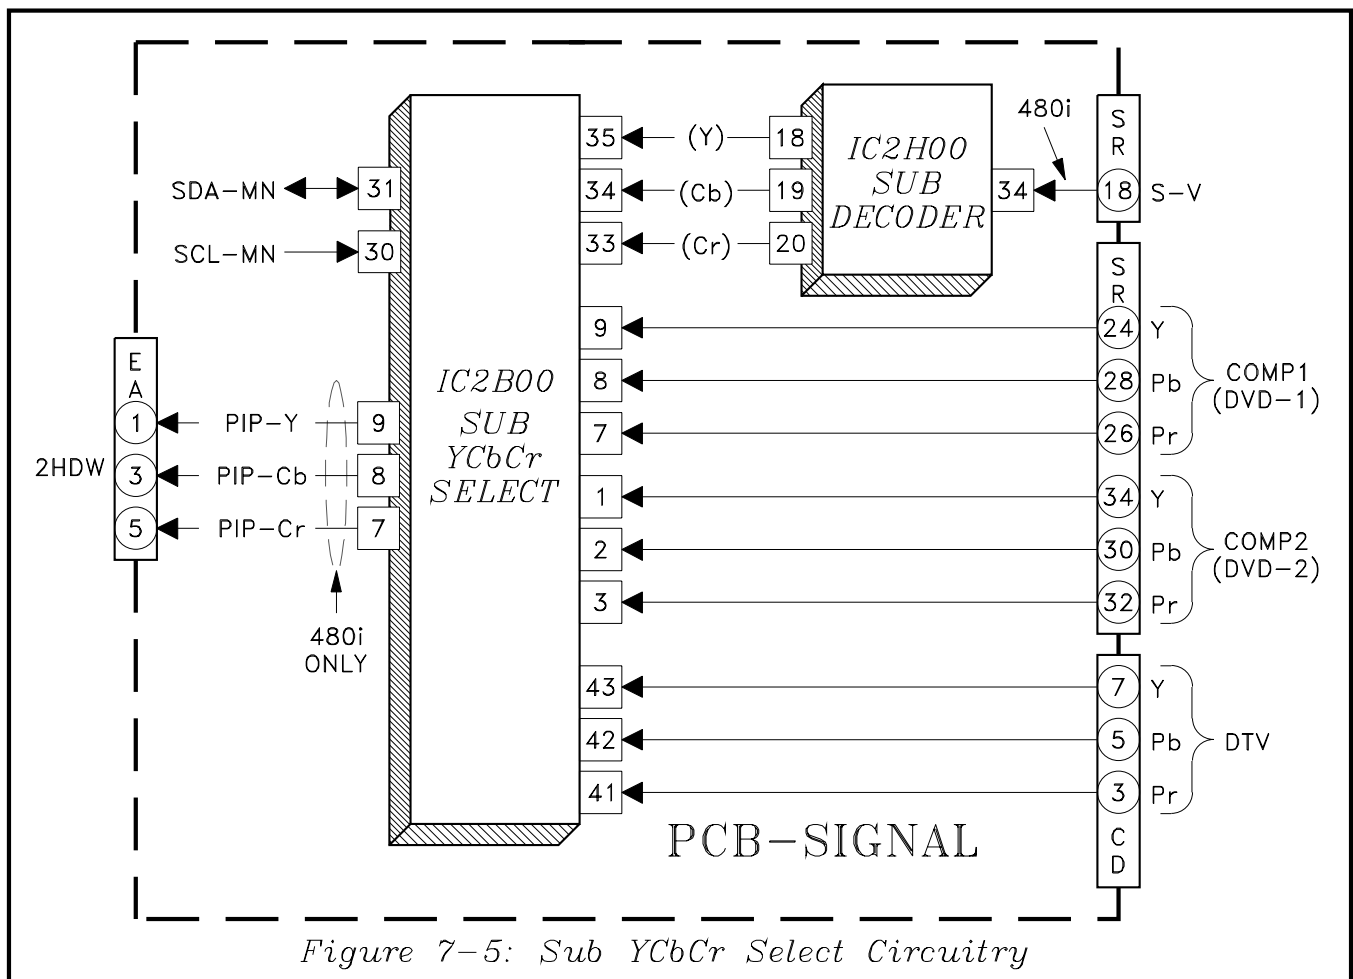 480i
S
R
35 (Y) 18
IC2H00
SUB
DECODER
SDA-MN 31
34 (Cb) 19
34
18 S-V
SCL-MN 30
33 (Cr) 20
S
R
9
24 Y
8
28 Pb
COMP1
(DVD-1)
7
26 Pr
E
A
IC2B00
SUB
YCbCr
SELECT
1 PIP-Y 9
2HDW 3 PIP-Cb 8
5 PIP-Cr 7
480i
ONLY
1
34 Y
2
30 Pb
COMP2
(DVD-2)
3
32 Pr
43
7 Y
42
5 Pb
DTV
41
3 Pr
C
D
PCB-SIGNAL
Figure 7-5: Sub YCbCr Select Circuitry